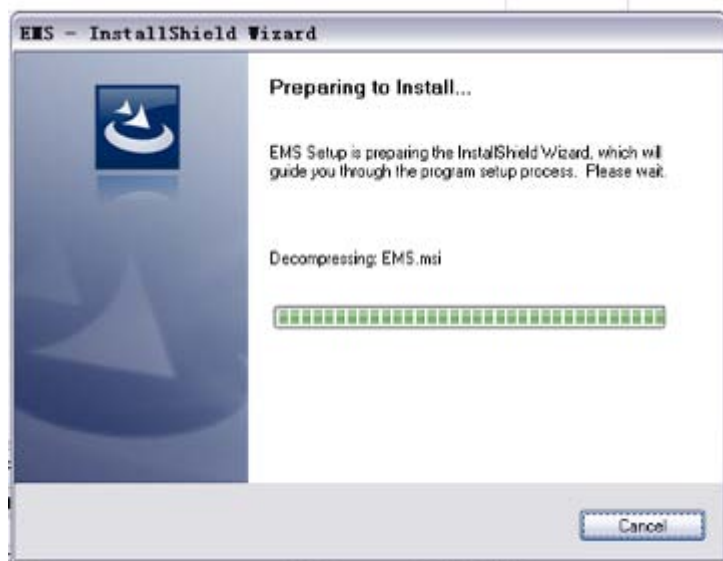 EMS - InstallShield Wizard
Preparing to Install...
EMS Setup is preparing the InstallShield Wizard, which will
guide you through the program setup process. Please wait.
Decompressing: EMS.msi
Cancel